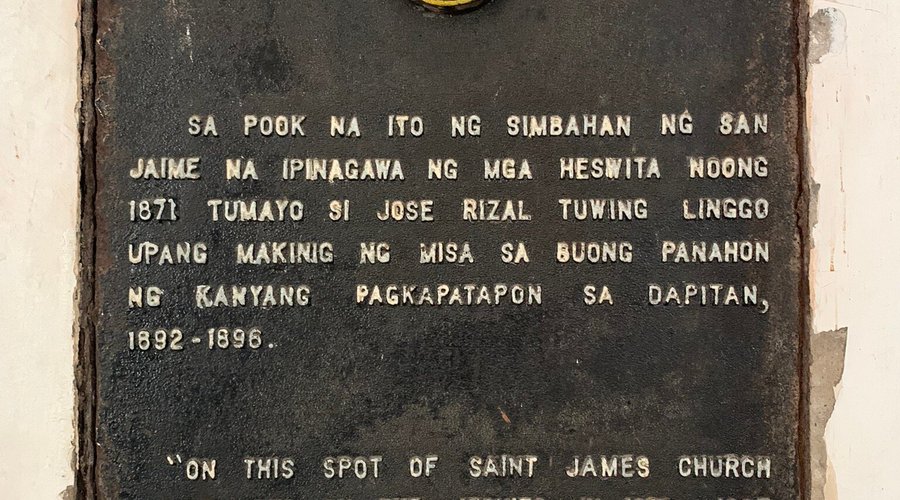 SA POOK NA ITO NG SIMBAHAN NG SAN
JAIME NA IPINAGAWA NG MGA HESWITA NOONG
1871 TUMAYO SI JOSE RIZAL TUWING LINGGO
UPANG MAKINIG NG MISA SA BUONG PANAHON
NG KANYANG PAGKAPATAPON SA DAPITAN,
1892-1896.
"ON THIS SPOT OF SAINT JAMES CHURCH